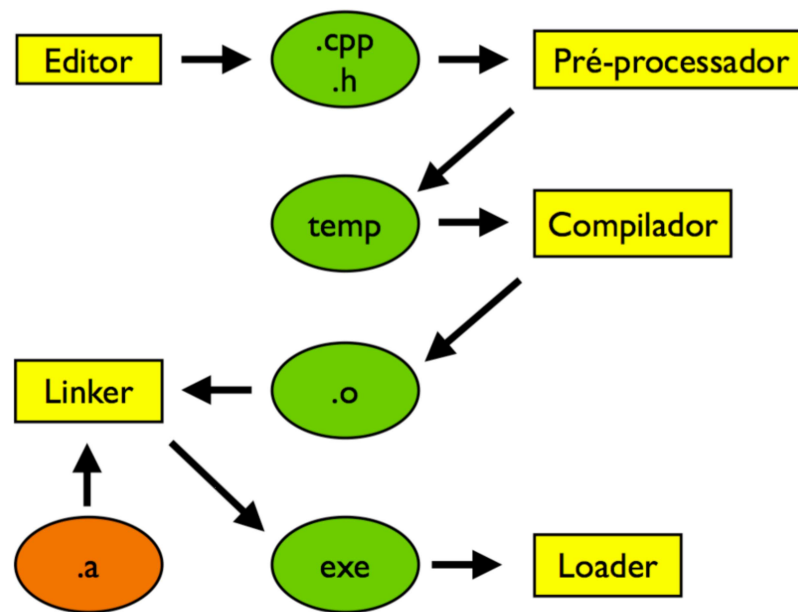 Editor
.cpp
.h
Pré-processador
temp
Compilador
Linker
.o
.a
exe
Loader